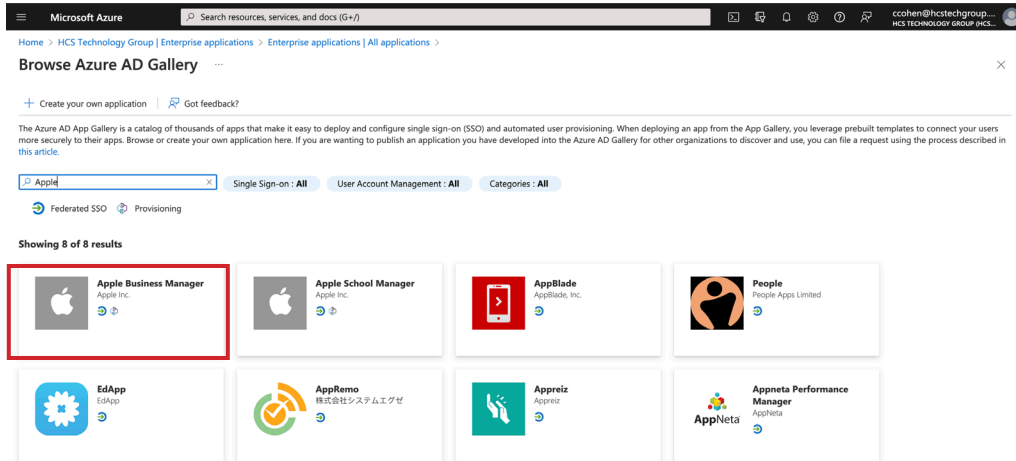 Microsoft Azure
Search resources, services, and docs (G+/)
ccohen@hcstechgroup....
HCS TECHNOLOGY GROUP (HCS...
Home > HCS Technology Group | Enterprise applications > Enterprise applications | All applications >
Browse Azure AD Gallery ...
+ Create your own application | Got feedback?
The Azure AD App Gallery is a catalog of thousands of apps that make it easy to deploy and configure single sign-on (SSO) and automated user provisioning. When deploying an app from the App Gallery, you leverage prebuilt templates to connect your users
more securely to their apps. Browse or create your own application here. If you are wanting to publish an application you have developed into the Azure AD Gallery for other organizations to discover and use, you can file a request using the process described in
this article.
Apple
Single Sign-on : All
User Account Management : All
Categories : All
Federated SSO
Provisioning
Showing 8 of 8 results
Apple Business Manager
Apple Inc.
Apple School Manager
Apple Inc.
AppBlade
AppBlade, Inc.
People
People Apps Limited
EdApp
EdApp
AppRemo
株式会社システムエグゼ
Appreiz
Appreiz
AppNeta
Appneta Performance
Manager
AppNeta